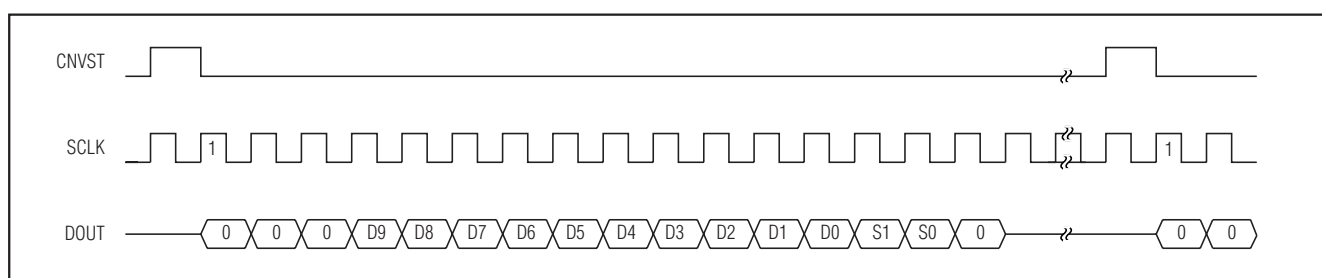 CNVST
SCLK 1 1
DOUT 0 0 0 D9 D8 D7 D6 D5 D4 D3 D2 D1 D0 S1 S0 0 0 0